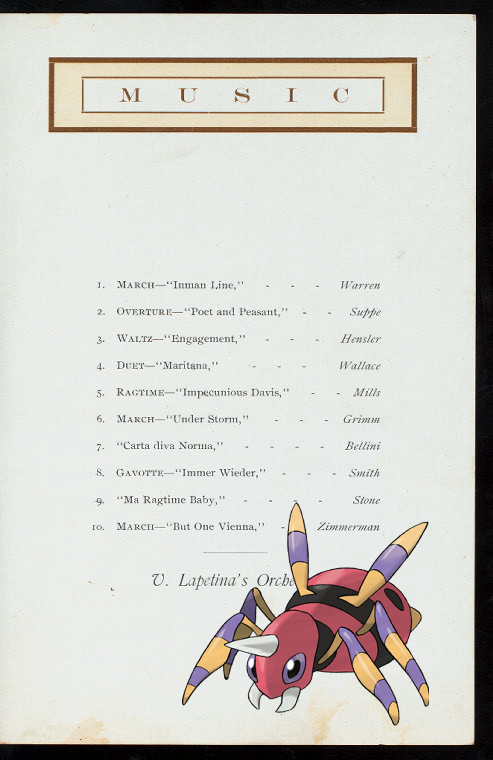 MUSIC
1. MARCH—"Inman Line," - - - Warren
2. OVERTURE—"Poet and Peasant," - - Suppe
3. WALTZ—"Engagement," - - - Hensler
4. DUET—"Maritana," - - - Wallace
5. RAGTIME—"Impecunious Davis," - - Mills
6. MARCH—"Under Storm," - - - Grimm
7. "Carta diva Norma," - - - - Bellini
8. GAVOTTE—"Immer Wieder," - - - Smith
9. "Ma Ragtime Baby," - - - - Stone
10. MARCH—"But One Vienna," - Zimmerman
V. Lapetina's